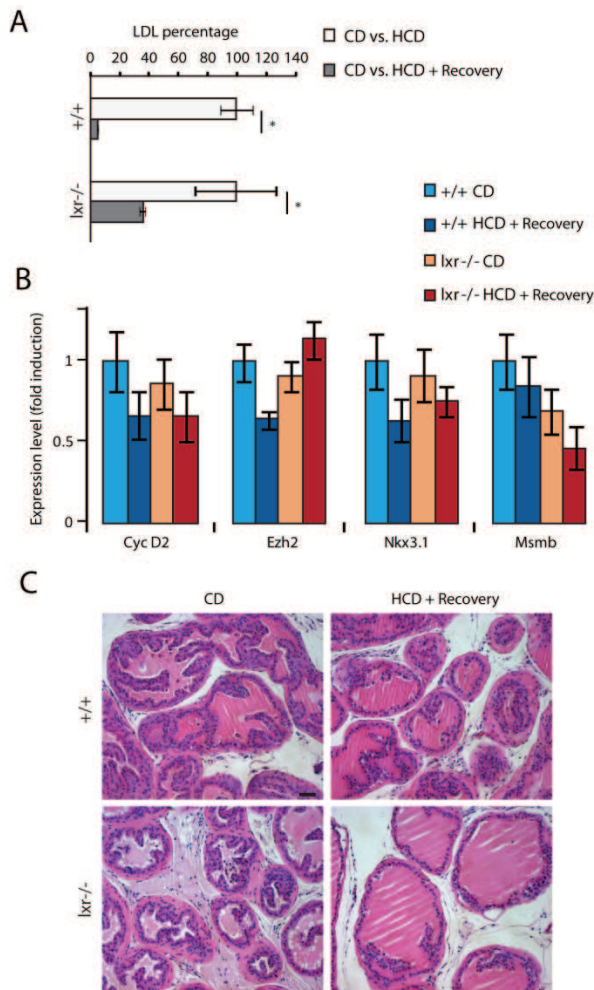 A
LDL percentage
0 20 40 60 80 100 120 140
CD vs. HCD
CD vs. HCD + Recovery
+/+
*
lxr-/-
*
+/+ CD
+/+ HCD + Recovery
lxr -/- CD
lxr -/- HCD + Recovery
B
Expression level (fold induction)
1
0.5
0
Cyc D2 Ezh2 Nkx3.1 Msmb
C
CD HCD + Recovery
+/+
lxr-/-